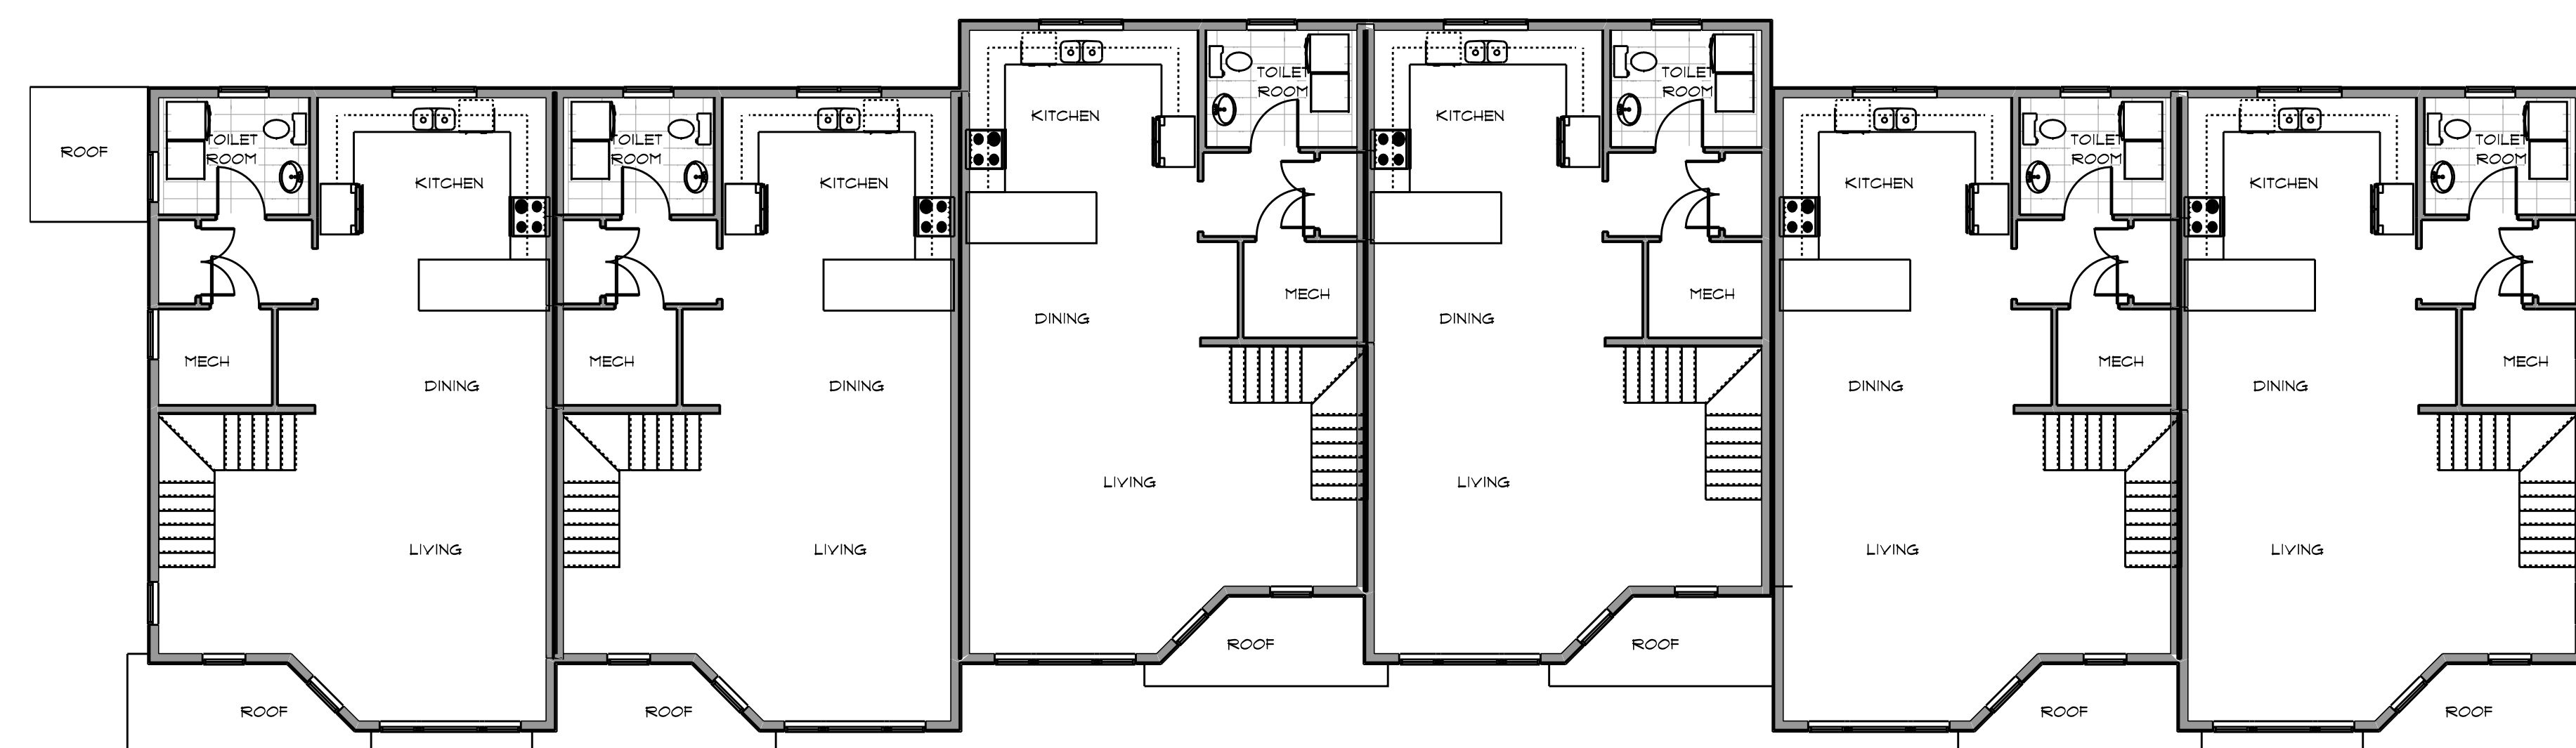 TOILET
ROOM
TOILET
ROOM
KITCHEN
KITCHEN
ROOF
TOILET
ROOM
TOILET
ROOM
TOILET
ROOM
TOILET
ROOM
KITCHEN
KITCHEN
KITCHEN
KITCHEN
MECH
MECH
DINING
DINING
MECH
MECH
MECH
MECH
DINING
DINING
DINING
DINING
LIVING
LIVING
LIVING
LIVING
LIVING
LIVING
ROOF
ROOF
ROOF
ROOF
ROOF
ROOF